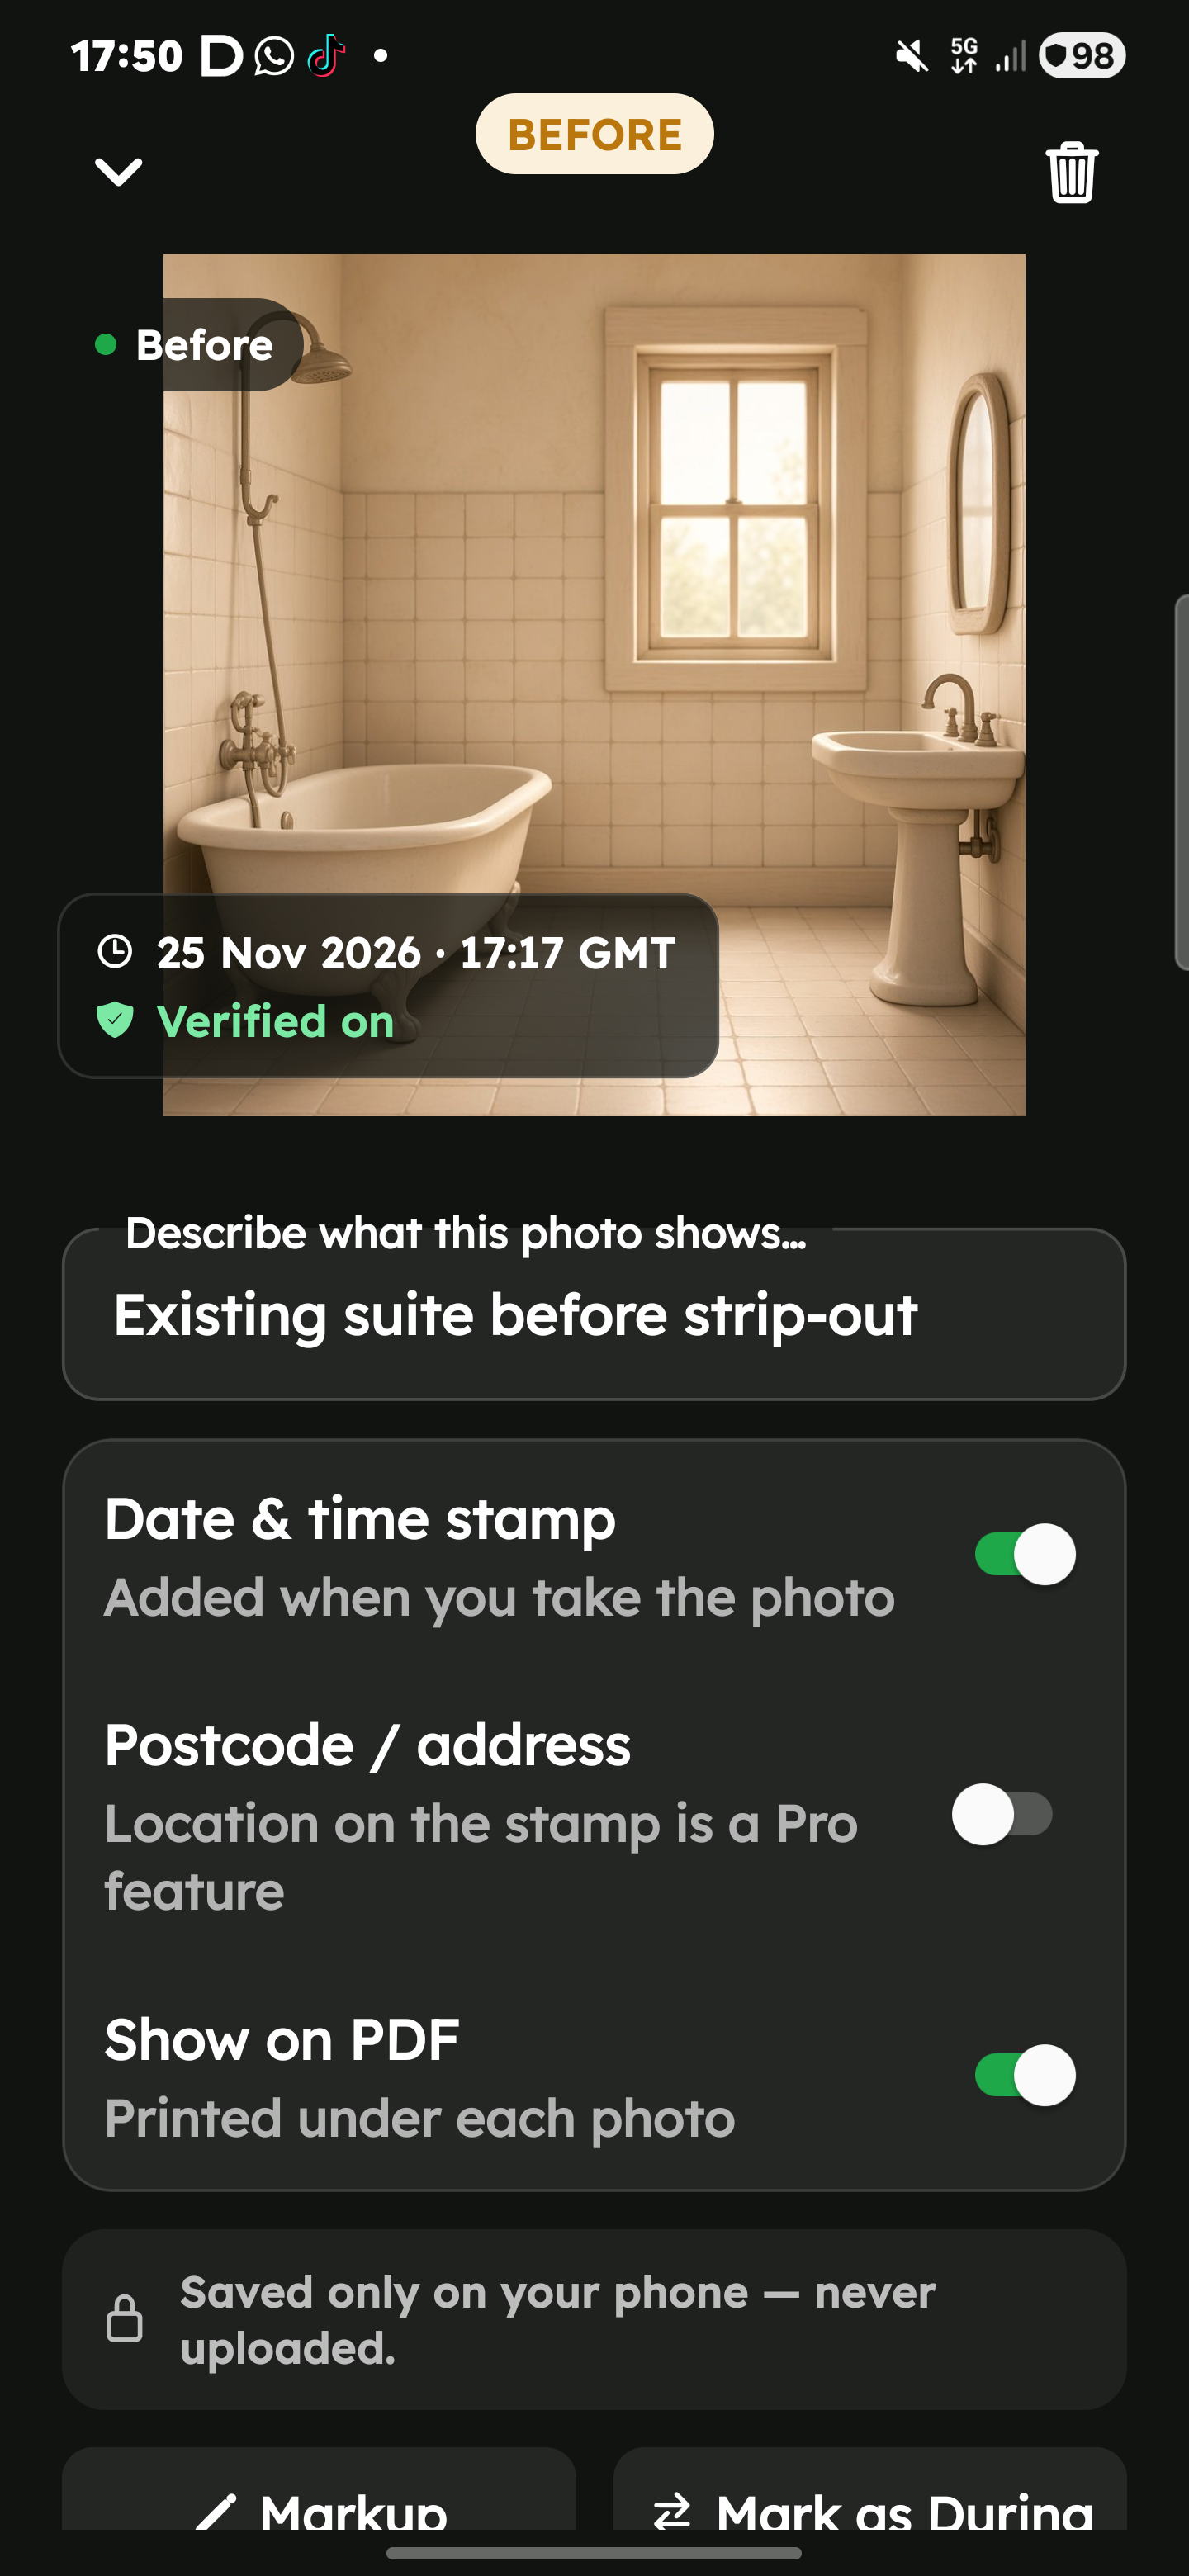 17:50
5G
98
BEFORE
Before
25 Nov 2026 · 17:17 GMT
Verified on
Describe what this photo shows...
Existing suite before strip-out
Date & time stamp
Added when you take the photo
Postcode / address
Location on the stamp is a Pro
feature
Show on PDF
Printed under each photo
Saved only on your phone — never
uploaded.
Markup
Mark as During